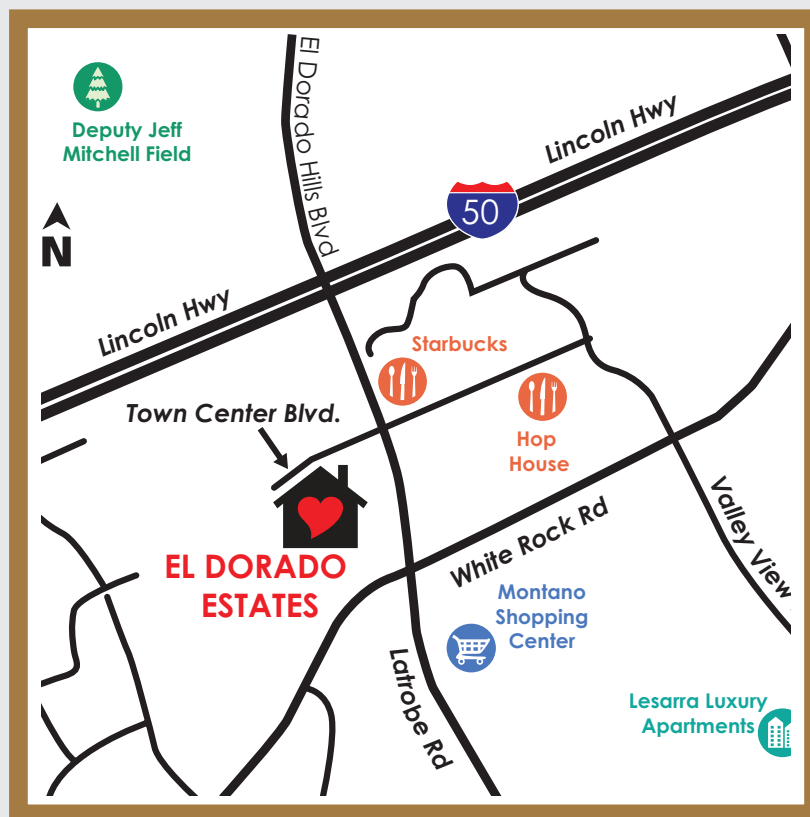 El Dorado Hills Blvd
Deputy Jeff
Mitchell Field
Lincoln Hwy
50
N
Lincoln Hwy
Starbucks
Town Center Blvd.
Hop
House
Valley View
White Rock Rd
EL DORADO
ESTATES
Montano
Shopping
Center
Latrobe Rd
Lesarra Luxury
Apartments